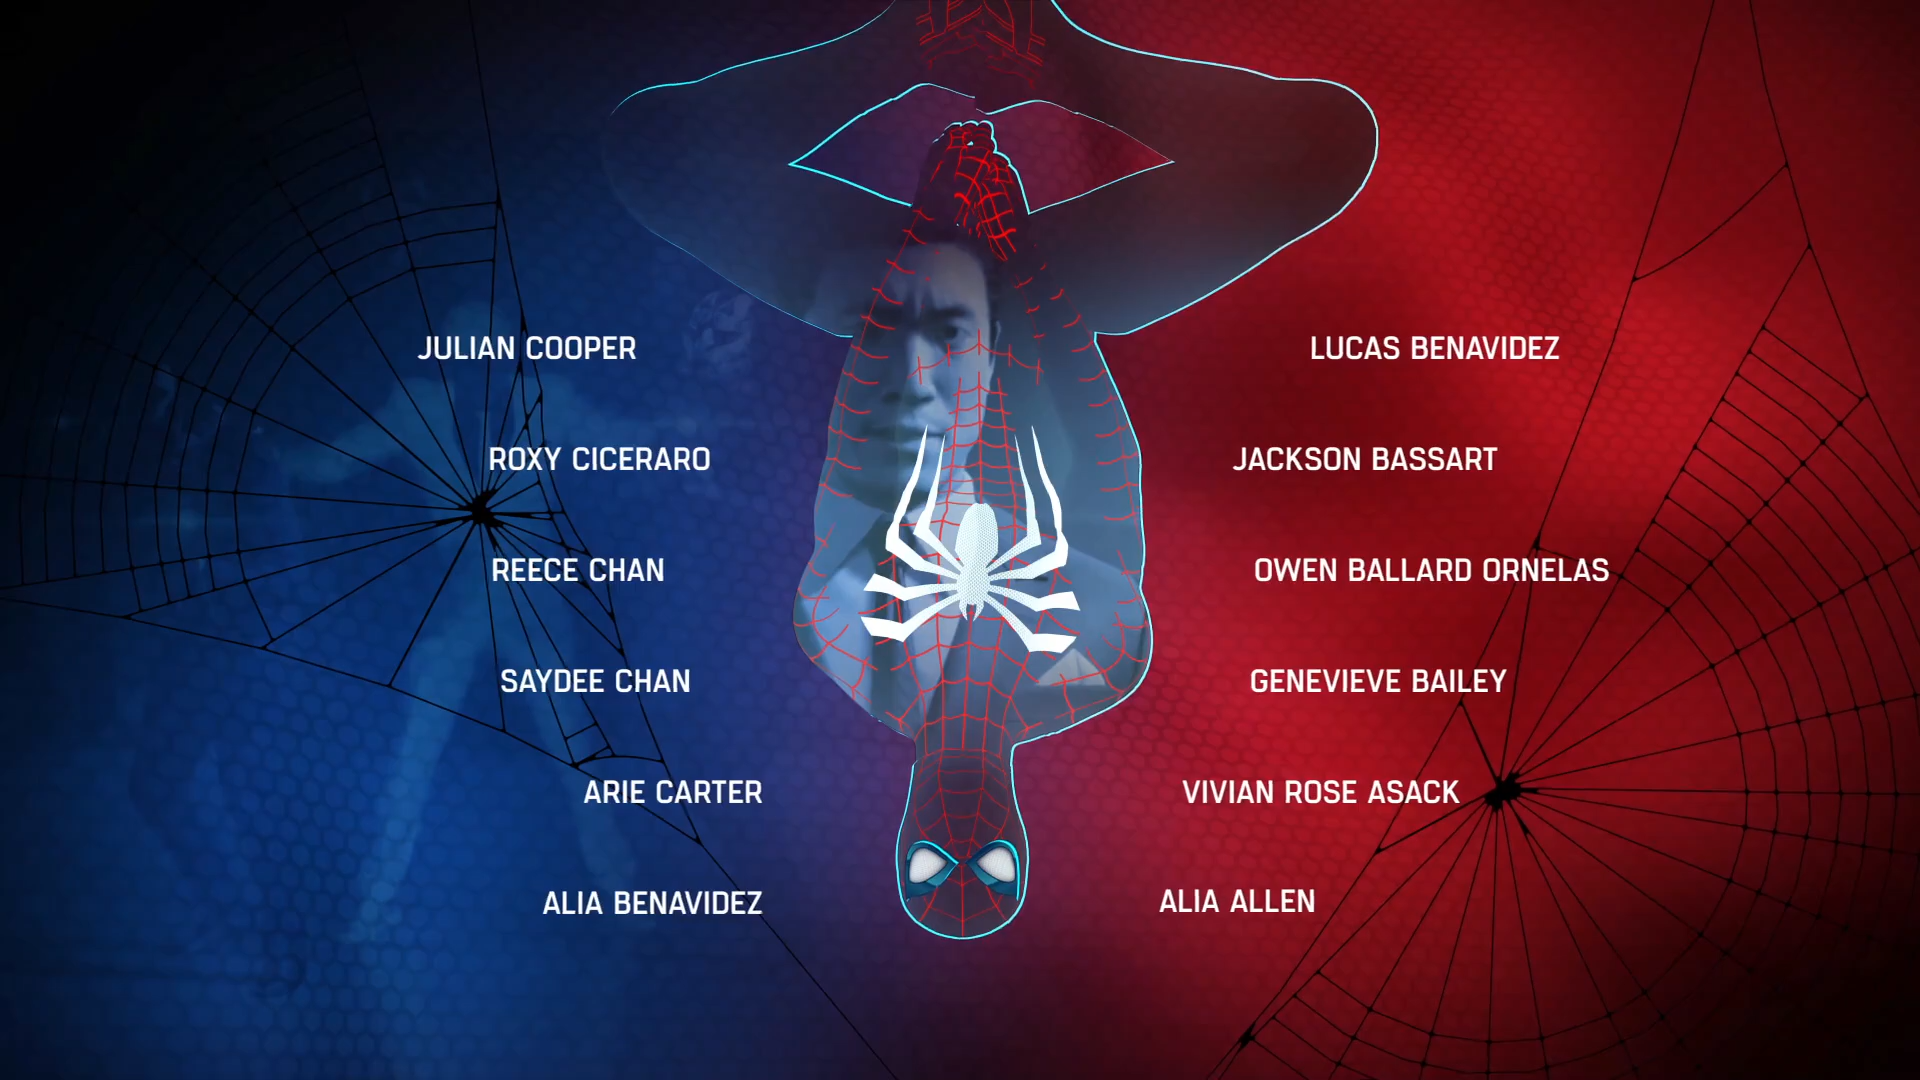 JULIAN COOPER
LUCAS BENAVIDEZ
ROXY CICERARO
JACKSON BASSART
REECE CHAN
OWEN BALLARD ORNELAS
SAYDEE CHAN
GENEVIEVE BAILEY
ARIE CARTER
VIVIAN ROSE ASACK
ALIA BENAVIDEZ
ALIA ALLEN